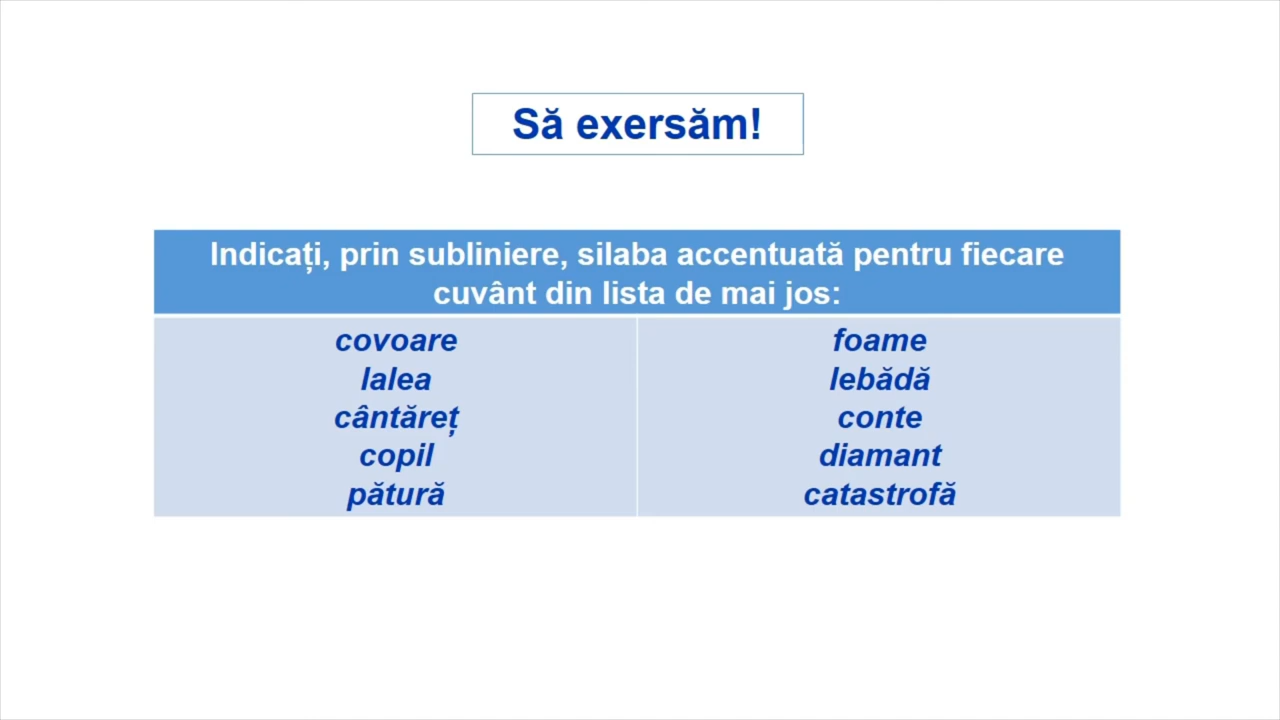 Să exersăm!
Indicați, prin subliniere, silaba accentuată pentru fiecare
cuvânt din lista de mai jos:
covoare
lalea
cântăreț
copil
pătură
foame
lebădă
conte
diamant
catastrofă